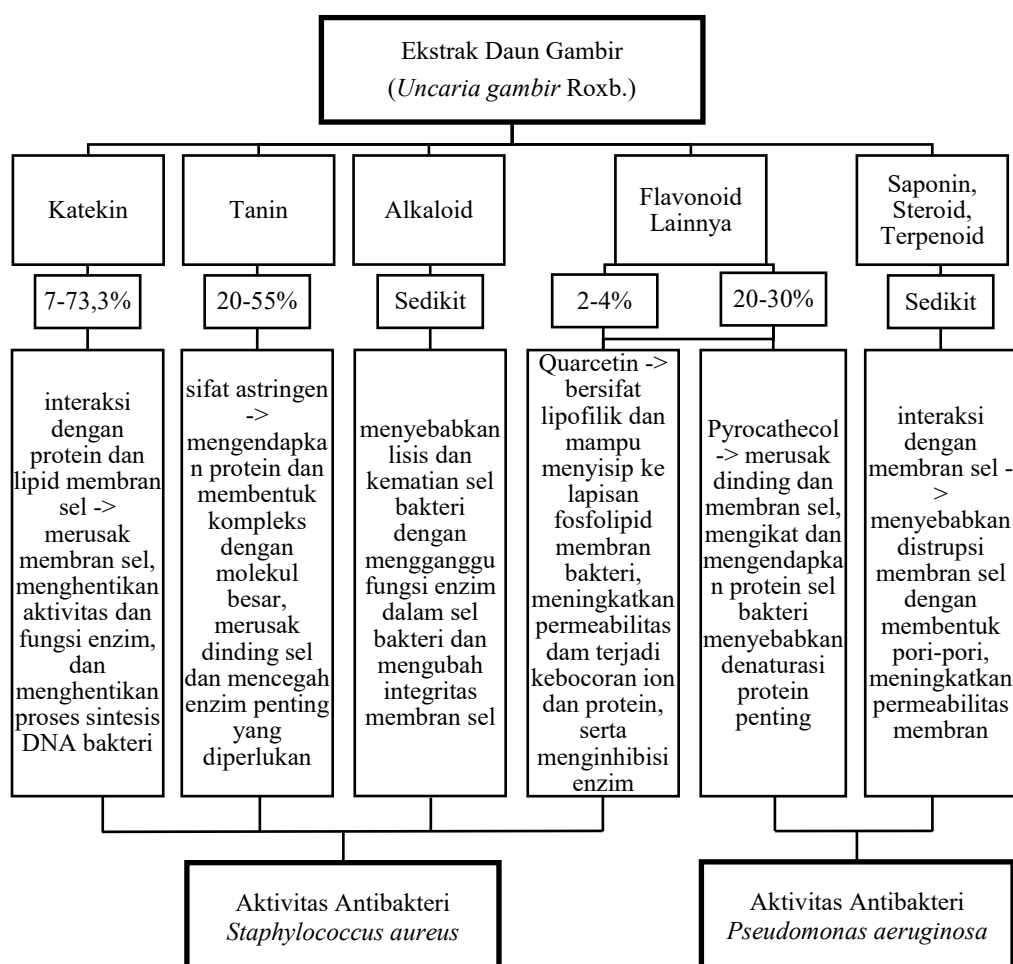 Ekstrak Daun Gambir
(Uncaria gambir Roxb.)
Katekin
Tanin
Alkaloid
Flavonoid
Lainnya
Saponin,
Steroid,
Terpenoid
7-73,3%
20-55%
Sedikit
2-4%
20-30%
Sedikit
interaksi
dengan
protein dan
lipid membran
sel ->
merusak
membran sel,
menghentikan
aktivitas dan
fungsi enzim,
dan
menghentikan
proses sintesis
DNA bakteri
sifat astringen
->
mengendapka
n protein dan
membentuk
kompleks
dengan
molekul
besar,
merusak
dinding sel
dan mencegah
enzim penting
yang
diperlukan
menyebabkan
lisis dan
kematian sel
bakteri
dengan
mengganggu
fungsi enzim
dalam sel
bakteri dan
mengubah
integritas
membran sel
Quarcetin ->
bersifat
lipofilik dan
mampu
menyisip ke
lapisan
fosfolipid
membran
bakteri,
meningkatkan
permeabilitas
dam terjadi
kebocoran ion
dan protein,
serta
menginhibisi
enzim
Pyrocathecol
-> merusak
dinding dan
membran sel,
mengikat dan
mengendapka
n protein sel
bakteri
menyebabkan
denaturasi
protein
penting
interaksi
dengan
membran sel -
>
menyebabkan
distrupsi
membran sel
dengan
membentuk
pori-pori,
meningkatkan
permeabilitas
membran
Aktivitas Antibakteri
Staphylococcus aureus
Aktivitas Antibakteri
Pseudomonas aeruginosa